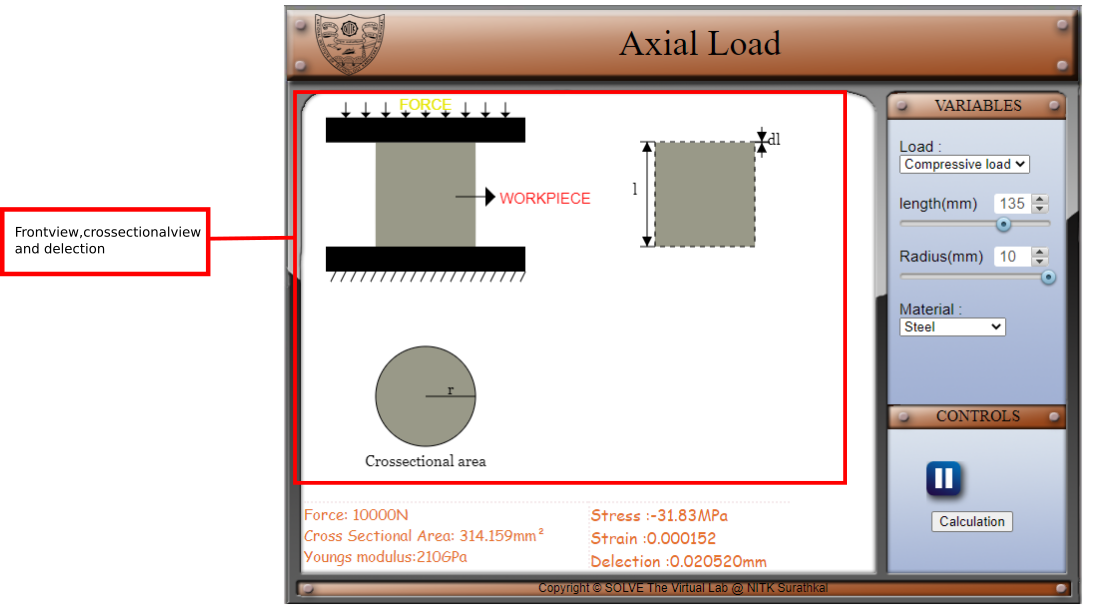 Axial Load
FORCE
WORKPIECE
l
dl
r
Crossectional area
Frontview,crossectionalview
and delection
VARIABLES
Load :
Compressive load
length(mm) 135
Radius(mm) 10
Material :
Steel
CONTROLS
Calculation
Force: 10000N
Cross Sectional Area: 314.159mm²
Youngs modulus:210GPa
Stress :-31.83MPa
Strain :0.000152
Delection :0.020520mm
Copyright © SOLVE The Virtual Lab @ NITK Surathkal